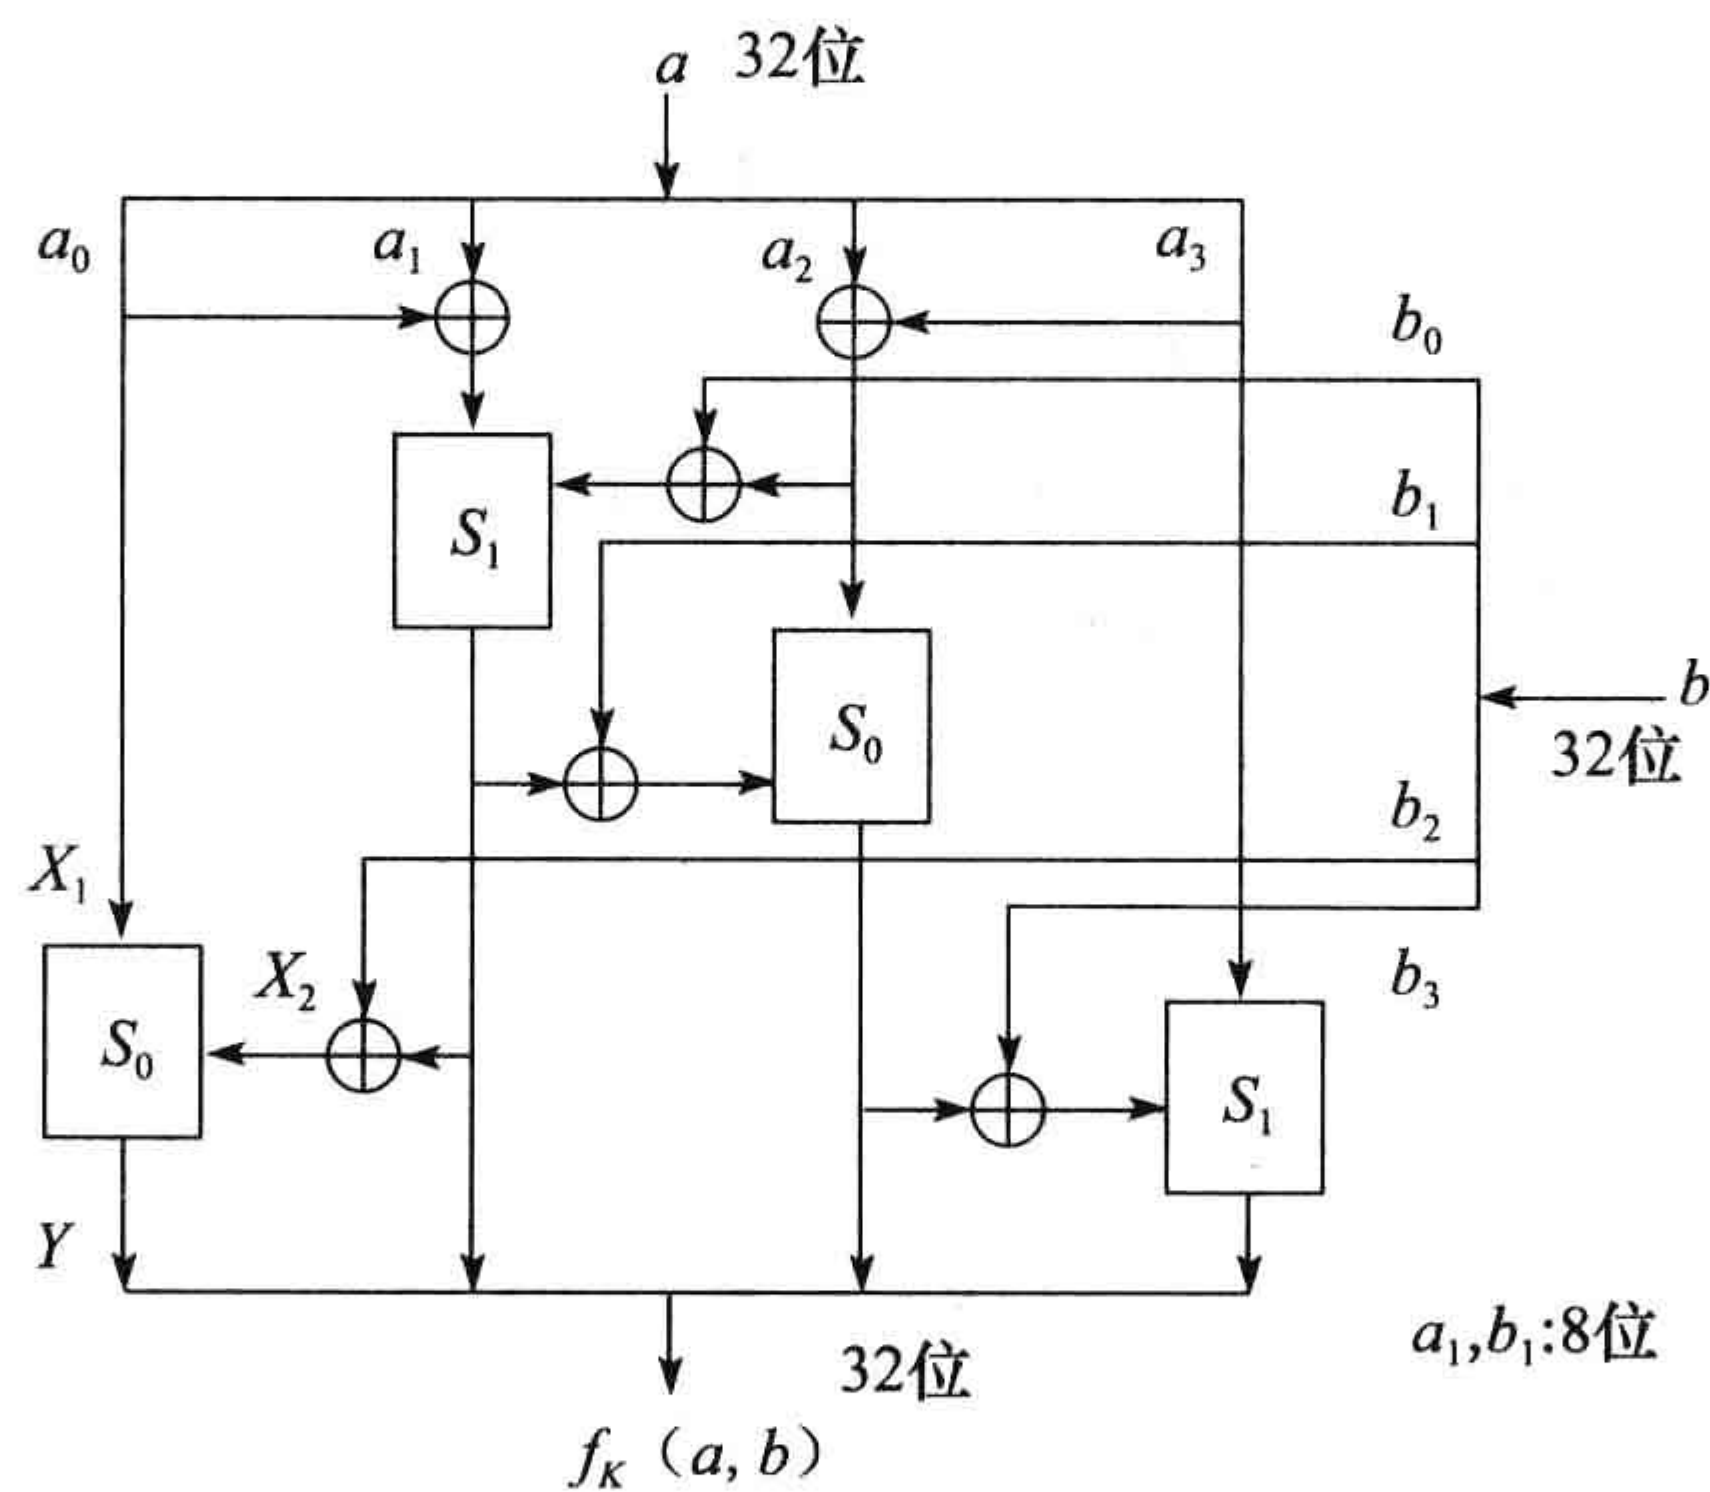 a 32位
a₀ a₁ a₂ a₃
b₀
b₁
S₁
S₀
b
32位
b₂
X₁
X₂
b₃
S₀
S₁
Y
32位
a₁,b₁:8位
f_K（a, b）